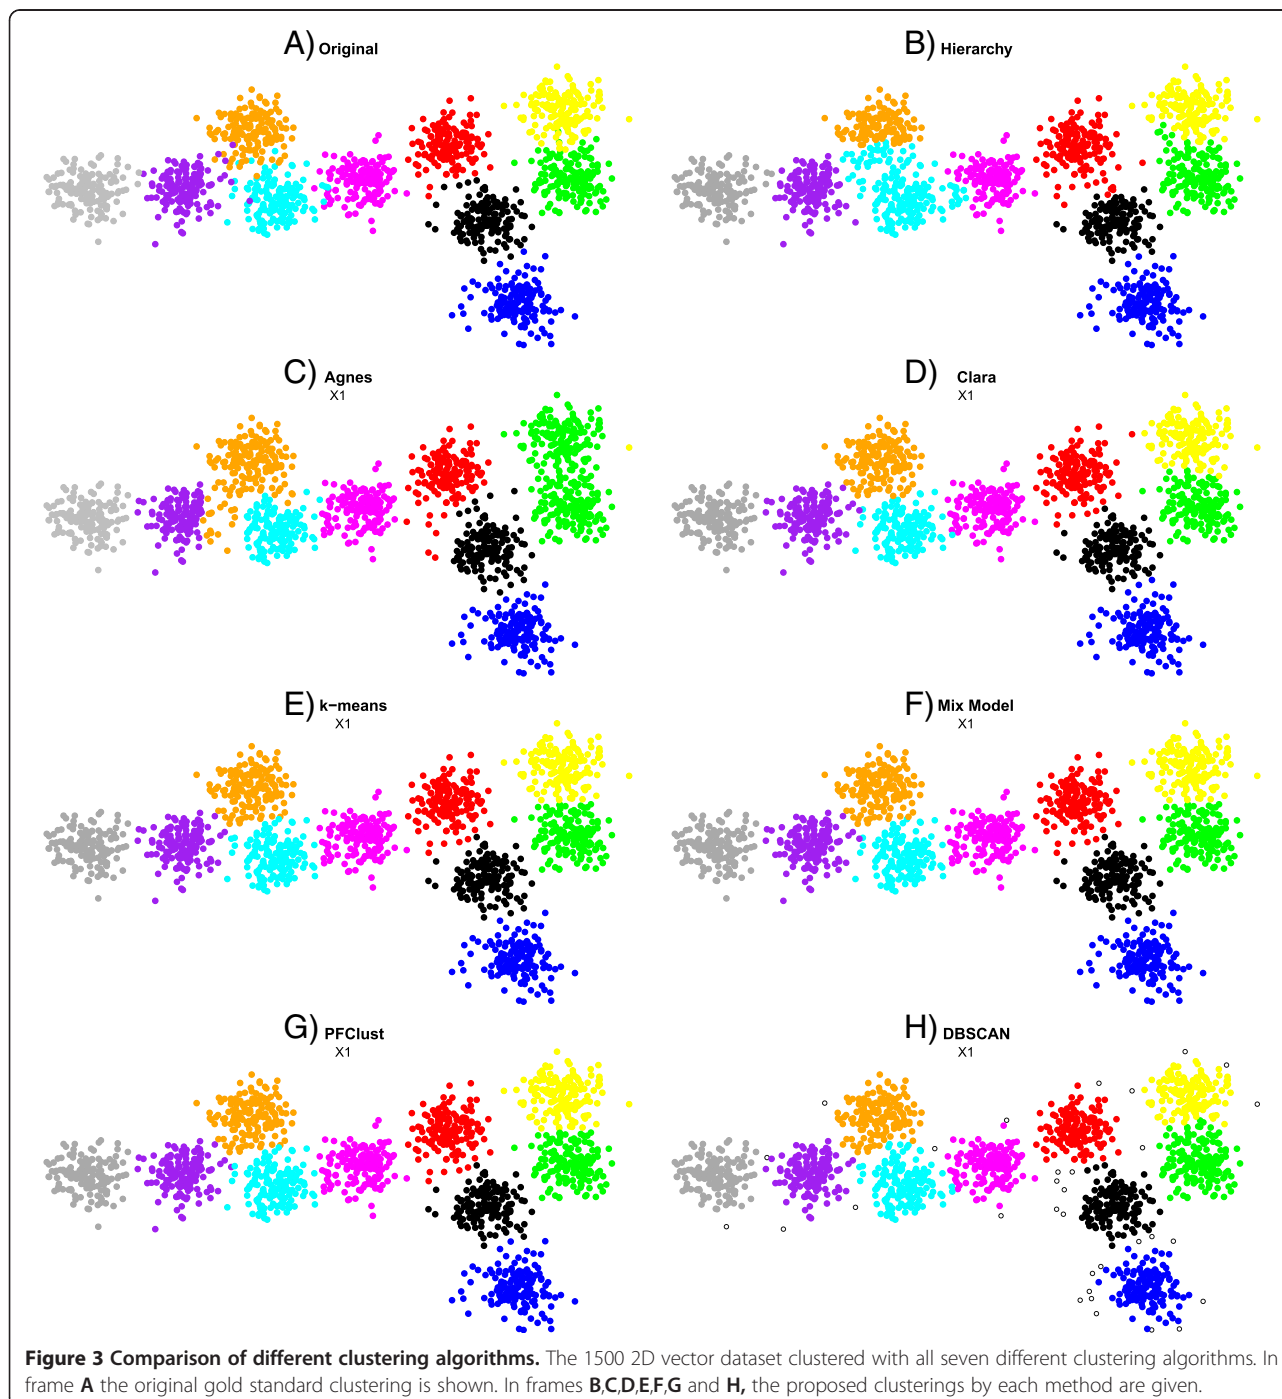 A) Original
B) Hierarchy
C) Agnes
X1
D) Clara
X1
E) k-means
X1
F) Mix Model
X1
G) PFClust
X1
H) DBSCAN
X1
Figure 3 Comparison of different clustering algorithms. The 1500 2D vector dataset clustered with all seven different clustering algorithms. In
frame A the original gold standard clustering is shown. In frames B,C,D,E,F,G and H, the proposed clusterings by each method are given.